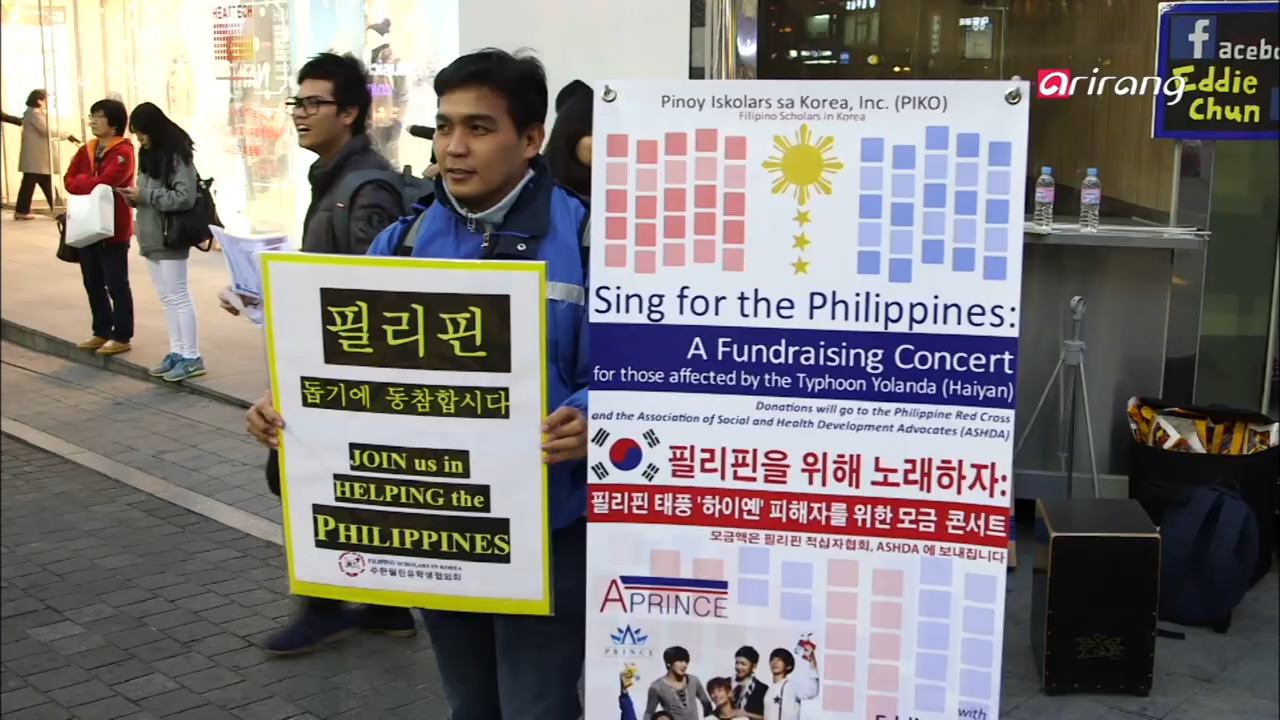 HEATTECH
필리핀
돕기에 동참합시다
JOIN us in
HELPING the
PHILIPPINES
FILIPINO SCHOLARS IN KOREA
Pinoy Iskolars sa Korea, Inc. (PIKO)
Filipino Scholars in Korea
Sing for the Philippines:
A Fundraising Concert
for those affected by the Typhoon Yolanda (Haiyan)
Donations will go to the Philippine Red Cross
and the Association of Social and Health Development Advocates (ASHDA)
필리핀을 위해 노래하자:
필리핀 태풍 '하이옌' 피해자를 위한 모금 콘서트
모금액은 필리핀 적십자협회, ASHDA 에 보내집니다
APRINCE
PRINCE
with
arirang
facebo
Eddie
Chun